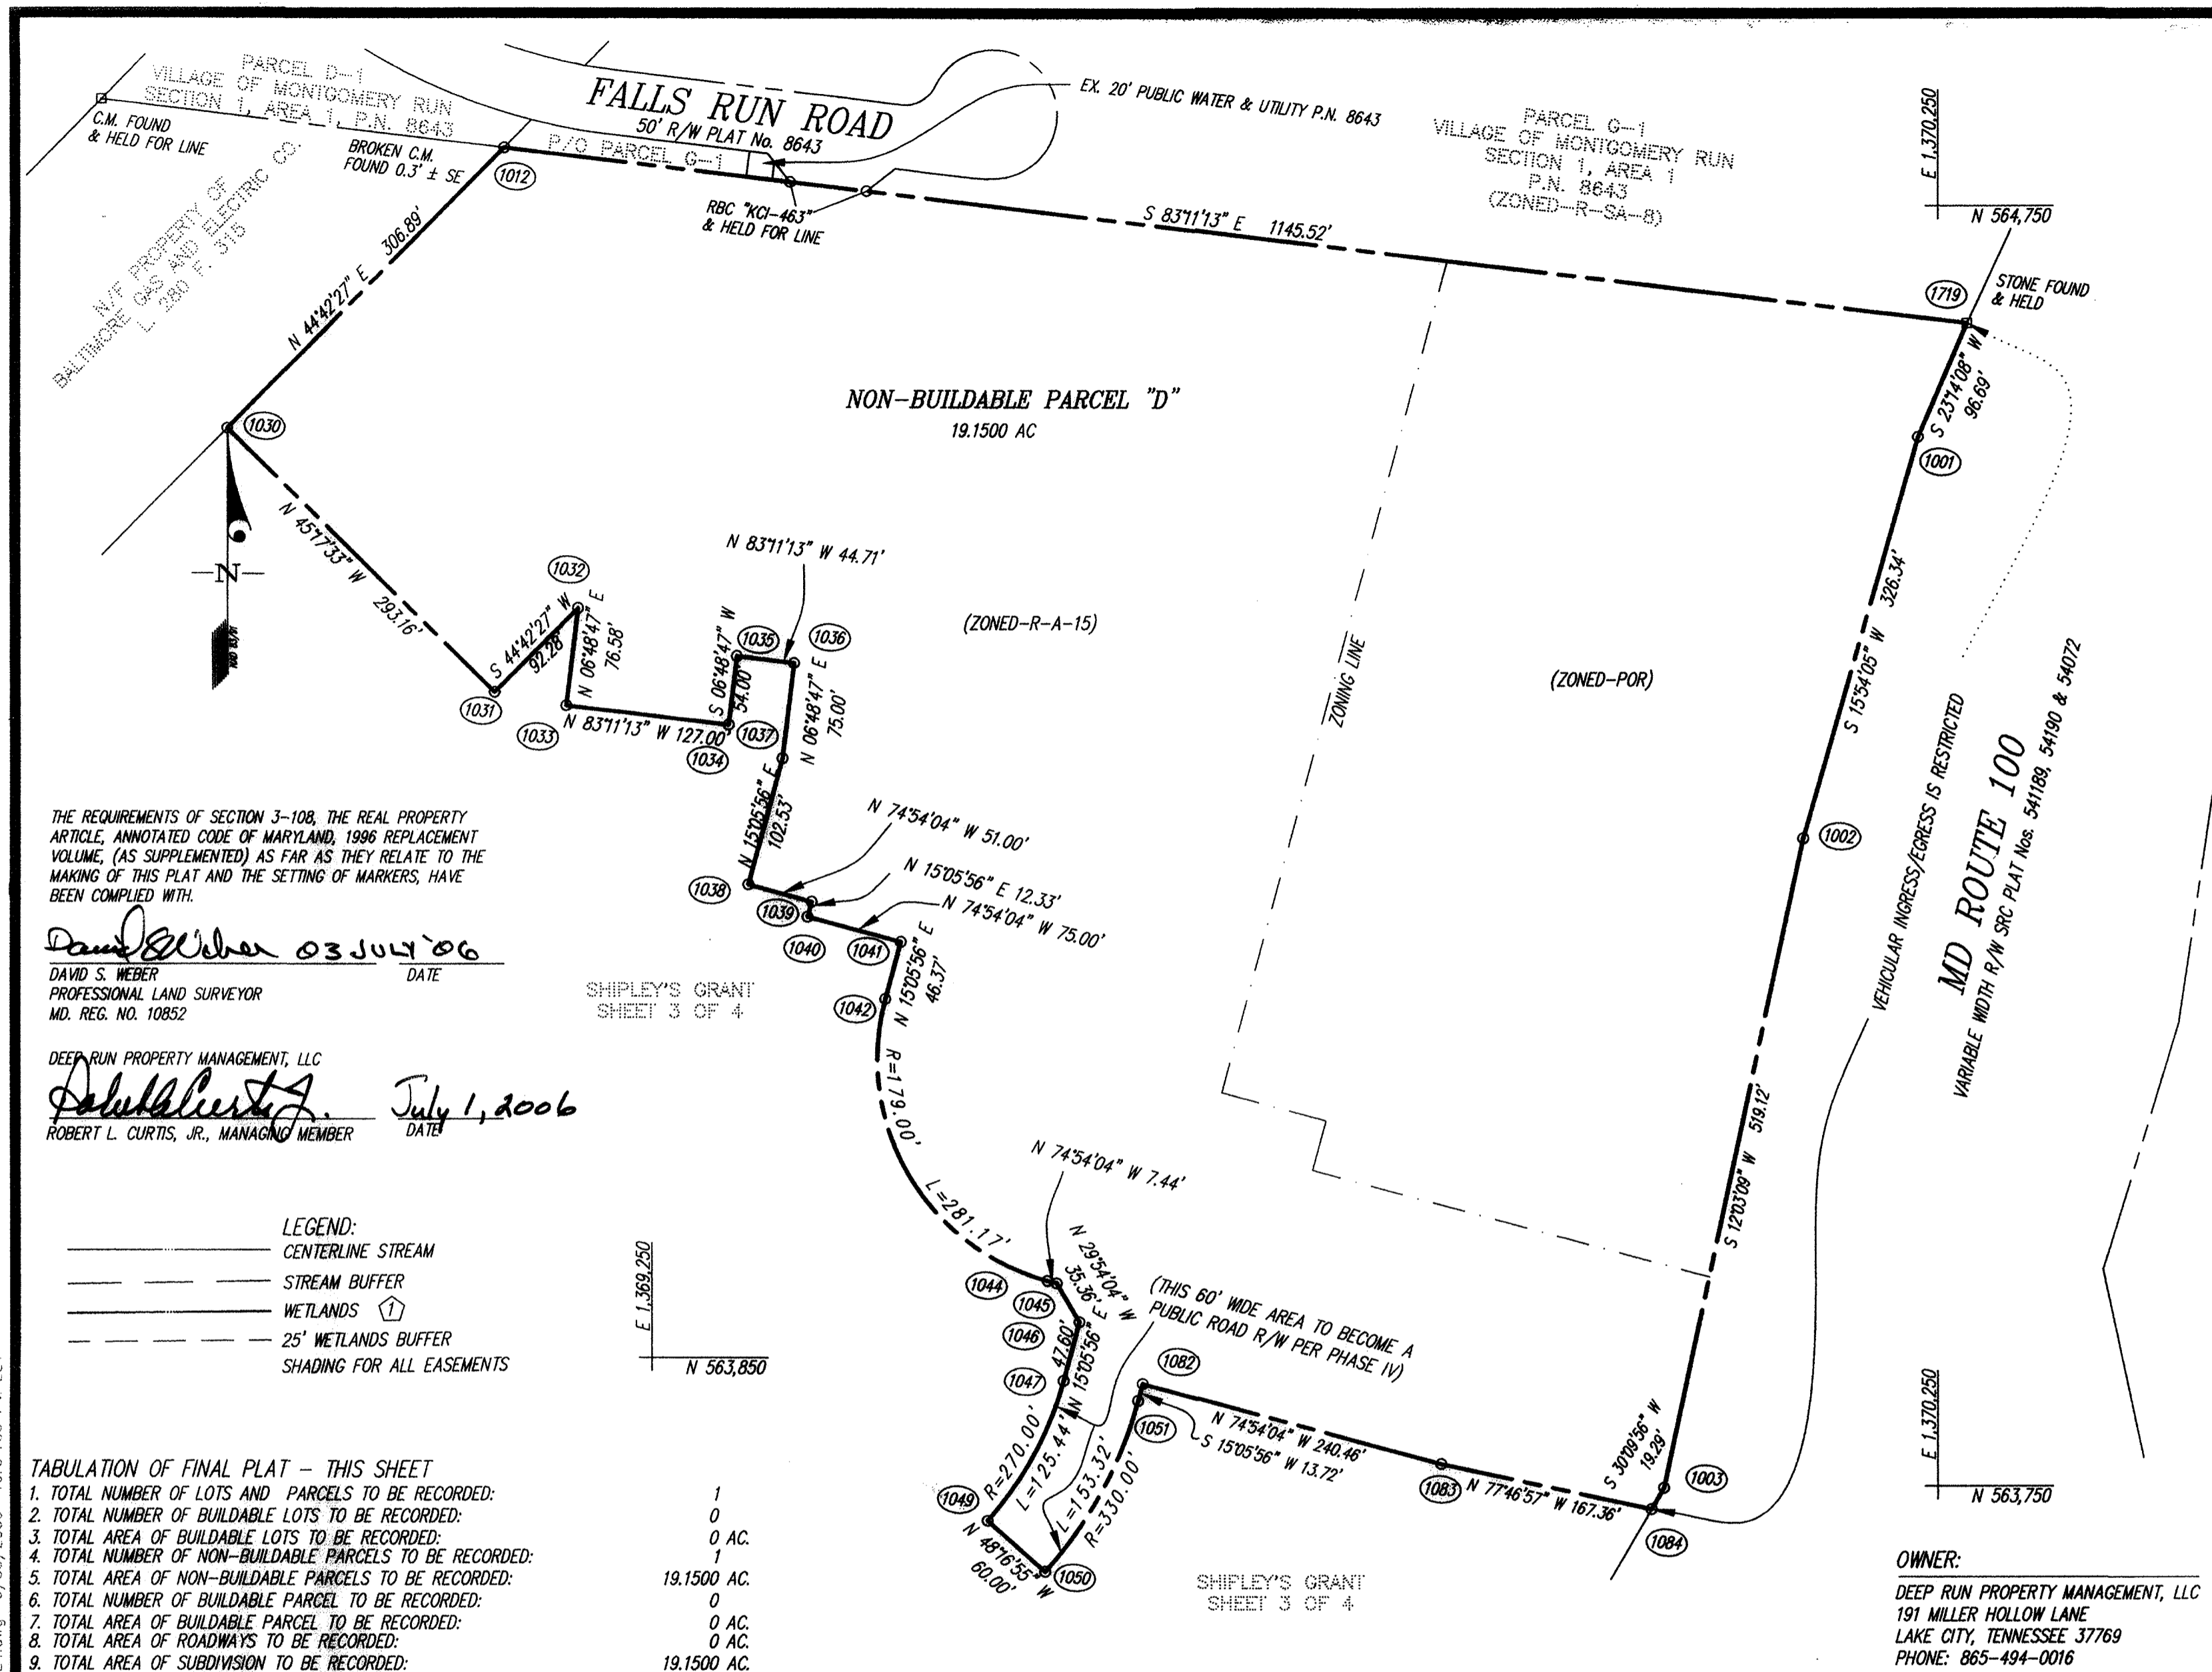 PARCEL D-1
VILLAGE OF MONTGOMERY RUN
SECTION 1, AREA 1, P.N. 8643
C.M. FOUND
& HELD FOR LINE
BROKEN C.M.
FOUND 0.3' ± SE
N/F PROPERTY OF
BALTIMORE GAS AND ELECTRIC CO.
L. 280 F. 315
FALLS RUN ROAD
50' R/W PLAT No. 8643
P/O PARCEL G-1
EX. 20' PUBLIC WATER & UTILITY P.N. 8643
PARCEL G-1
VILLAGE OF MONTGOMERY RUN
SECTION 1, AREA 1
P.N. 8643
(ZONED-R-SA-8)
E 1,370,250
N 564,750
1012
RBC "KCI-463"
& HELD FOR LINE
S 83°11'13" E 1145.52'
1719
STONE FOUND
& HELD
N 44°42'27" E 306.89'
NON-BUILDABLE PARCEL "D"
19.1500 AC
S 23°14'08" W
96.69'
1030
1001
N 45°17'33" W 293.16'
-N-
N 83°11'13" W 44.71'
1032
S 44°42'27" W
92.28'
N 06°48'47" E
76.58'
1031
1033
N 83°11'13" W 127.00'
S 06°48'47" W
54.00'
1035
1036
1037
1034
N 06°48'47" E
75.00'
(ZONED-R-A-15)
ZONING LINE
(ZONED-POR)
S 15°54'05" W 326.34'
1002
VEHICULAR INGRESS/EGRESS IS RESTRICTED
MD ROUTE 100
VARIABLE WIDTH R/W SRC PLAT Nos. 541189, 54190 & 54072
N 15°05'56" E
102.53'
N 74°54'04" W 51.00'
N 15°05'56" E 12.33'
N 74°54'04" W 75.00'
1038
1039
1040
1041
N 15°05'56" E
46.37'
1042
THE REQUIREMENTS OF SECTION 3-108, THE REAL PROPERTY
ARTICLE, ANNOTATED CODE OF MARYLAND, 1996 REPLACEMENT
VOLUME, (AS SUPPLEMENTED) AS FAR AS THEY RELATE TO THE
MAKING OF THIS PLAT AND THE SETTING OF MARKERS, HAVE
BEEN COMPLIED WITH.
David S Weber 03 JULY '06
DAVID S. WEBER DATE
PROFESSIONAL LAND SURVEYOR
MD. REG. NO. 10852
SHIPLEY'S GRANT
SHEET 3 OF 4
DEEP RUN PROPERTY MANAGEMENT, LLC
July 1, 2006
ROBERT L. CURTIS, JR., MANAGING MEMBER DATE
R=179.00'
L=281.17'
N 74°54'04" W 7.44'
S 12°03'09" W 519.12'
LEGEND:
CENTERLINE STREAM
STREAM BUFFER
WETLANDS 1
25' WETLANDS BUFFER
SHADING FOR ALL EASEMENTS
E 1,369,250
N 563,850
1044
1045
N 29°54'04" W
35.36'
1046
47.60'
N 15°05'56" E
1047
(THIS 60' WIDE AREA TO BECOME A
PUBLIC ROAD R/W PER PHASE IV)
1082
1051
N 74°54'04" W 240.46'
S 15°05'56" W 13.72'
R=270.00'
L=125.44'
L=153.32'
R=330.00'
1049
N 48°16'55" W
60.00'
1050
1083
N 77°46'57" W 167.36'
S 30°09'56" W
19.29'
1003
1084
E 1,370,250
N 563,750
SHIPLEY'S GRANT
SHEET 3 OF 4
TABULATION OF FINAL PLAT - THIS SHEET
1. TOTAL NUMBER OF LOTS AND PARCELS TO BE RECORDED: 1
2. TOTAL NUMBER OF BUILDABLE LOTS TO BE RECORDED: 0
3. TOTAL AREA OF BUILDABLE LOTS TO BE RECORDED: 0 AC.
4. TOTAL NUMBER OF NON-BUILDABLE PARCELS TO BE RECORDED: 1
5. TOTAL AREA OF NON-BUILDABLE PARCELS TO BE RECORDED: 19.1500 AC.
6. TOTAL NUMBER OF BUILDABLE PARCEL TO BE RECORDED: 0
7. TOTAL AREA OF BUILDABLE PARCEL TO BE RECORDED: 0 AC.
8. TOTAL AREA OF ROADWAYS TO BE RECORDED: 0 AC.
9. TOTAL AREA OF SUBDIVISION TO BE RECORDED: 19.1500 AC.
OWNER:
DEEP RUN PROPERTY MANAGEMENT, LLC
191 MILLER HOLLOW LANE
LAKE CITY, TENNESSEE 37769
PHONE: 865-494-0016